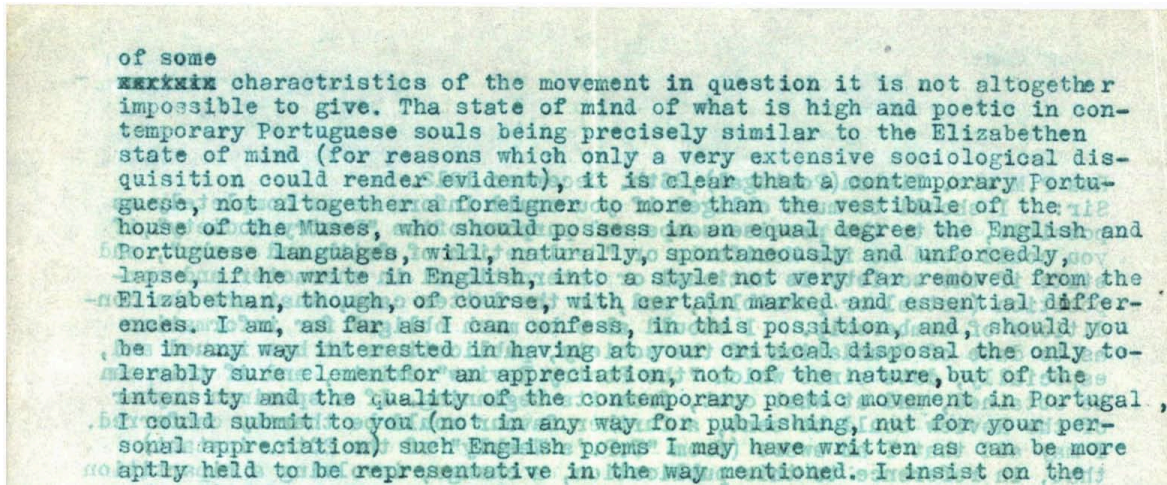 of some
xxrxxix charactristics of the movement in question it is not altogether
impossible to give. Tha state of mind of what is high and poetic in con-
temporary Portuguese souls being precisely similar to the Elizabethen
state of mind (for reasons which only a very extensive sociological dis-
quisition could render evident), it is clear that a contemporary Portu-
guese, not altogether a foreigner to more than the vestibule of the
house of the Muses, who should possess in an equal degree the English and
Portuguese languages, will, naturally, spontaneously and unforcedly,
lapse, if he write in English, into a style not very far removed from the
Elizabethan, though, of course, with certain marked and essential differ-
ences. I am, as far as I can confess, in this possition, and, should you
be in any way interested in having at your critical disposal the only to-
lerably sure elementfor an appreciation, not of the nature, but of the
intensity and the quality of the contemporary poetic movement in Portugal,
I could submit to you (not in any way for publishing, nut for your per-
sonal appreciation) such English poems I may have written as can be more
aptly held to be representative in the way mentioned. I insist on the